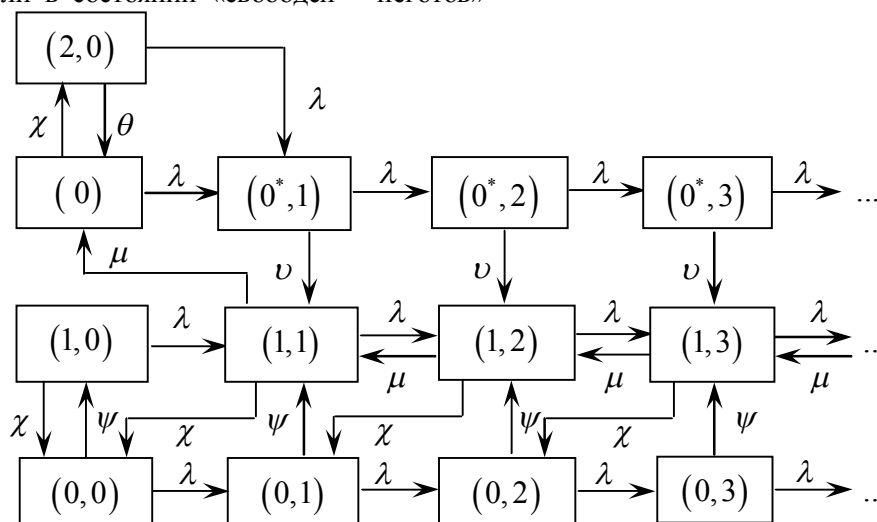 в состоянии «свободен неготов»
(2,0)
λ
χ θ
(0) λ (0*,1) λ (0*,2) λ (0*,3) λ ...
μ υ υ υ
(1,0) λ (1,1) λ (1,2) λ (1,3) λ ..
μ μ μ
χ ψ χ ψ χ ψ χ ψ
(0,0) λ (0,1) λ (0,2) λ (0,3) λ ..